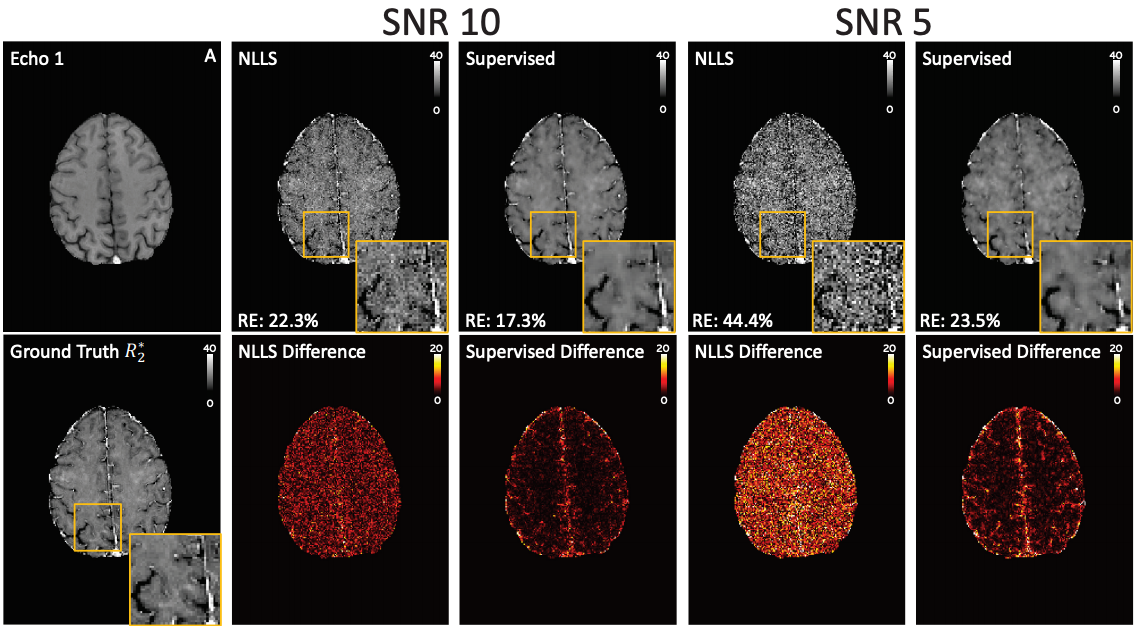 SNR 10
SNR 5
Echo 1
A
NLLS
40
0
Supervised
40
0
NLLS
40
0
Supervised
40
0
RE: 22.3%
RE: 17.3%
RE: 44.4%
RE: 23.5%
Ground Truth R₂*
40
0
NLLS Difference
20
0
Supervised Difference
20
0
NLLS Difference
20
0
Supervised Difference
20
0